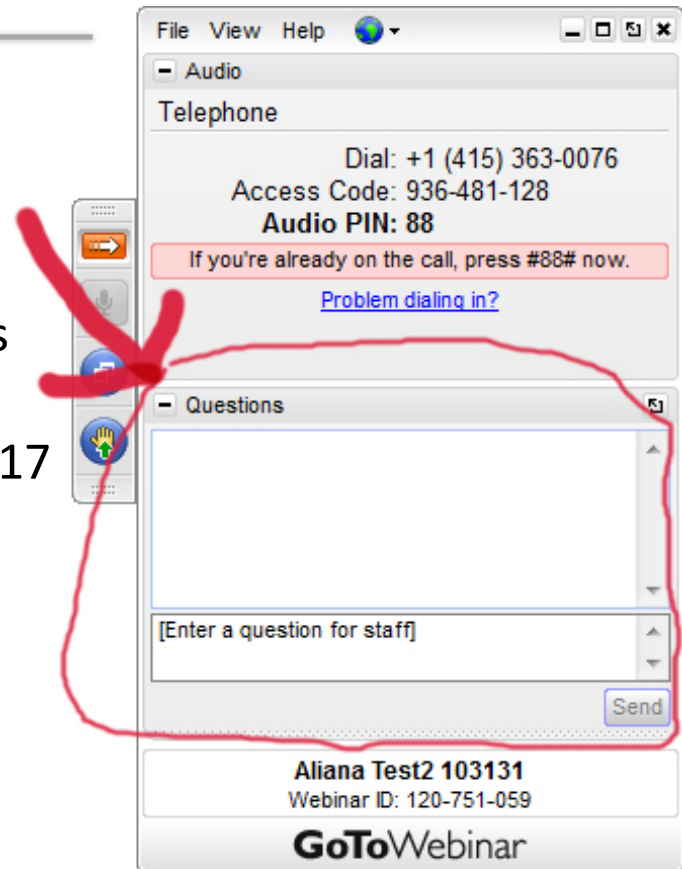 File View Help
Audio
Telephone
Dial: +1 (415) 363-0076
Access Code: 936-481-128
Audio PIN: 88
If you're already on the call, press #88# now.
Problem dialing in?
s
Questions
17
[Enter a question for staff]
Send
Aliana Test2 103131
Webinar ID: 120-751-059
GoToWebinar